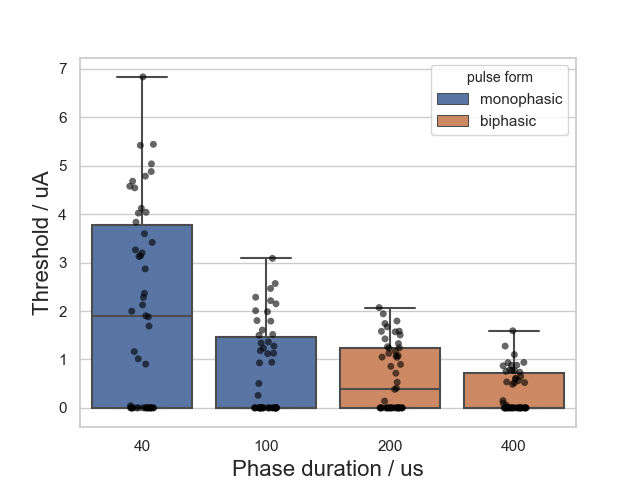 7
6
5
4
3
2
1
0
Threshold / uA
pulse form
monophasic
biphasic
40 100 200 400
Phase duration / us